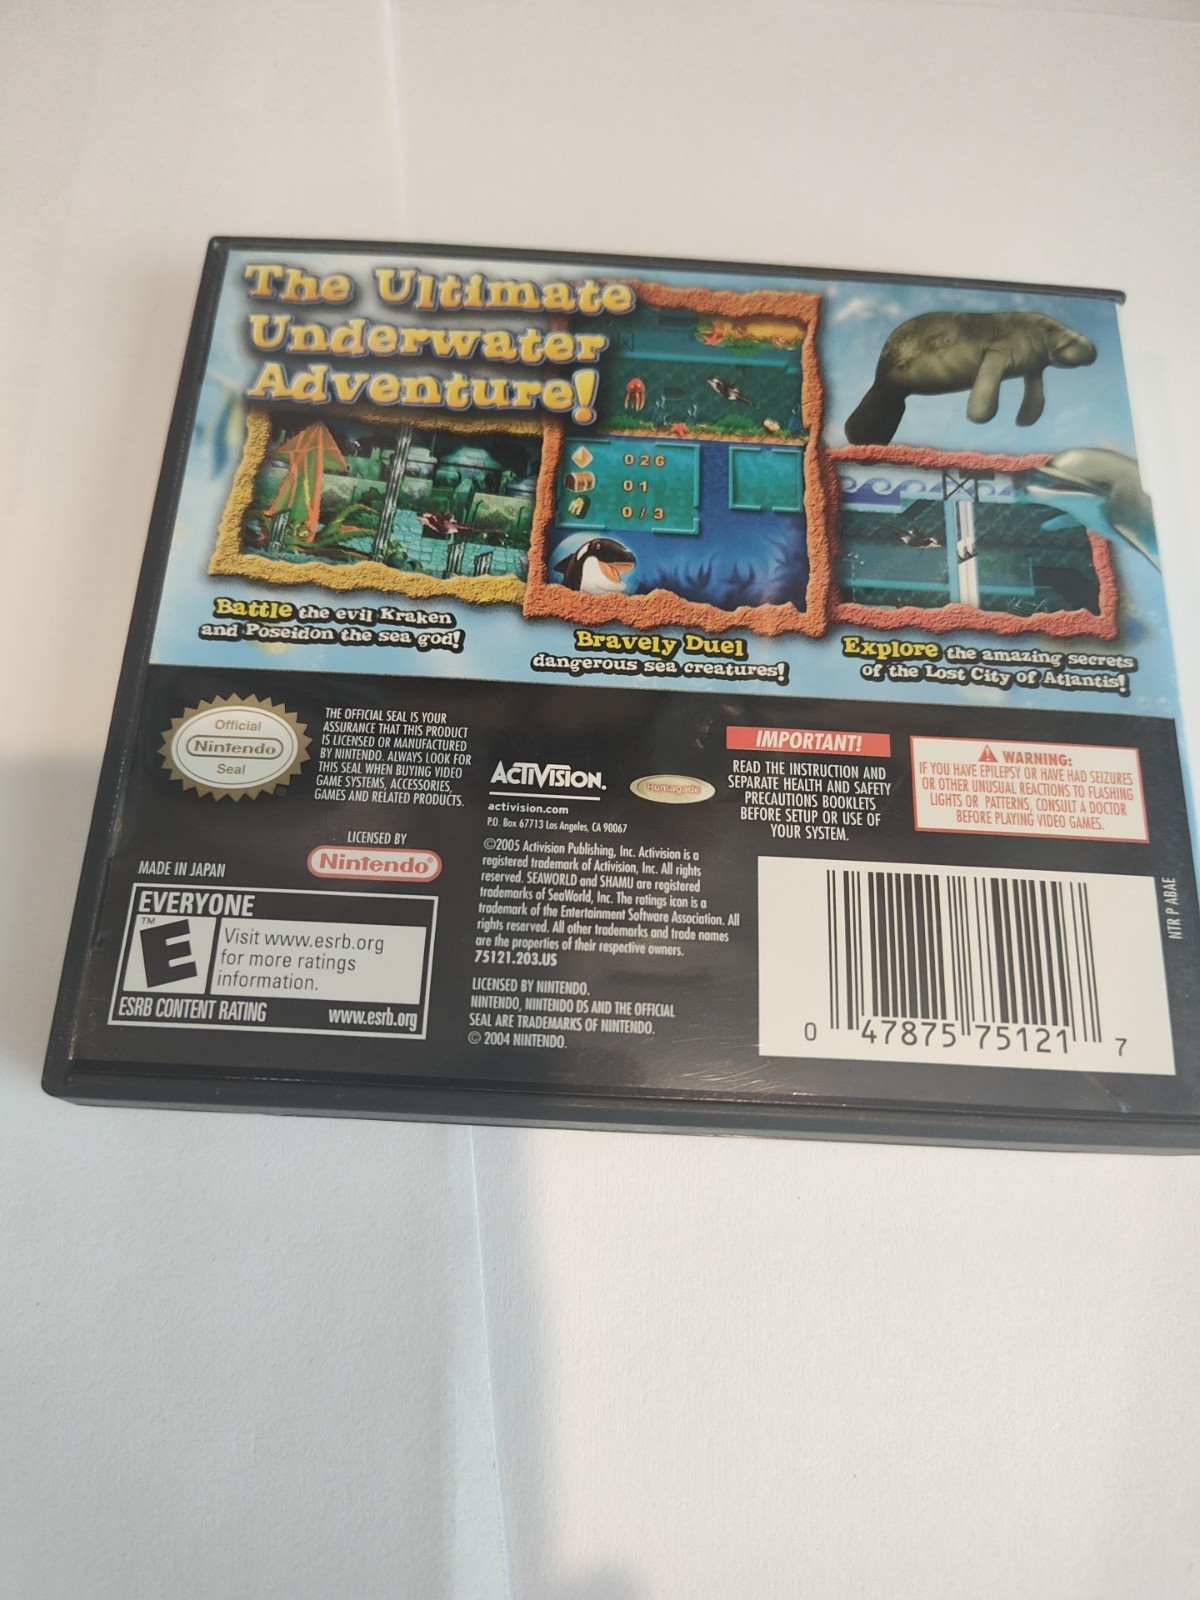 The Ultimate
Underwater
Adventure!
026
01
0/3
Battle the evil Kraken
and Poseidon the sea god!
Bravely Duel
dangerous sea creatures!
Explore the amazing secrets
of the Lost City of Atlantis!
Official
Nintendo
Seal
®
THE OFFICIAL SEAL IS YOUR
ASSURANCE THAT THIS PRODUCT
IS LICENSED OR MANUFACTURED
BY NINTENDO. ALWAYS LOOK FOR
THIS SEAL WHEN BUYING VIDEO
GAME SYSTEMS, ACCESSORIES,
GAMES AND RELATED PRODUCTS.
LICENSED BY
Nintendo®
MADE IN JAPAN
EVERYONE
TM
E
Visit www.esrb.org
for more ratings
information.
ESRB CONTENT RATING www.esrb.org
ACTIVISION.
activision.com
P.O. Box 67713 Los Angeles, CA 90067
Humagade
©2005 Activision Publishing, Inc. Activision is a
registered trademark of Activision, Inc. All rights
reserved. SEAWORLD and SHAMU are registered
trademarks of SeaWorld, Inc. The ratings icon is a
trademark of the Entertainment Software Association. All
rights reserved. All other trademarks and trade names
are the properties of their respective owners.
75121.203.US
LICENSED BY NINTENDO.
NINTENDO, NINTENDO DS AND THE OFFICIAL
SEAL ARE TRADEMARKS OF NINTENDO.
© 2004 NINTENDO.
IMPORTANT!
READ THE INSTRUCTION AND
SEPARATE HEALTH AND SAFETY
PRECAUTIONS BOOKLETS
BEFORE SETUP OR USE OF
YOUR SYSTEM.
WARNING:
IF YOU HAVE EPILEPSY OR HAVE HAD SEIZURES
OR OTHER UNUSUAL REACTIONS TO FLASHING
LIGHTS OR PATTERNS, CONSULT A DOCTOR
BEFORE PLAYING VIDEO GAMES.
0 47875 75121 7
NTR P ABAE